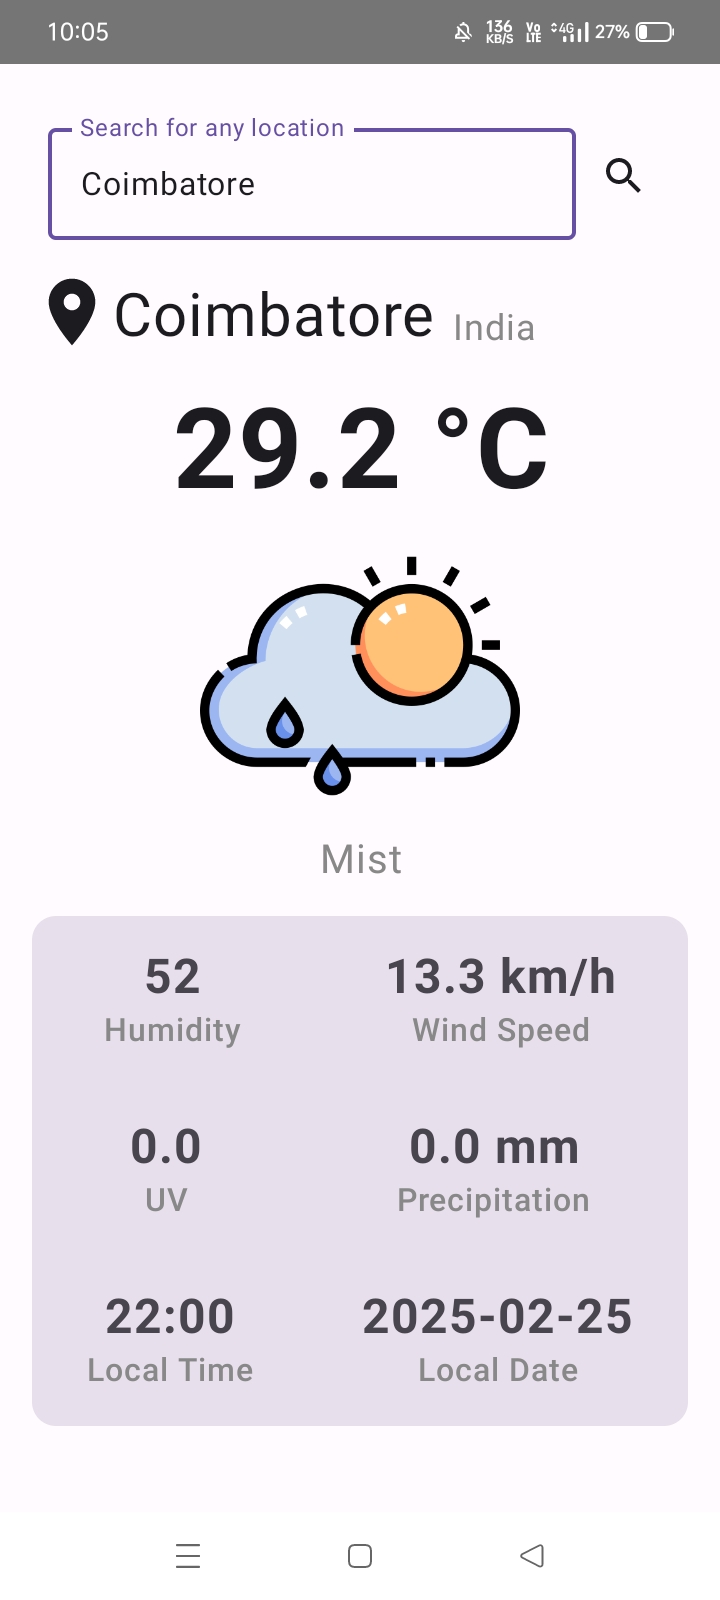 10:05 136 KB/S Vo LTE 4G 27%
Search for any location
Coimbatore
Coimbatore India
29.2 °C
Mist
52 13.3 km/h
Humidity Wind Speed
0.0 0.0 mm
UV Precipitation
22:00 2025-02-25
Local Time Local Date